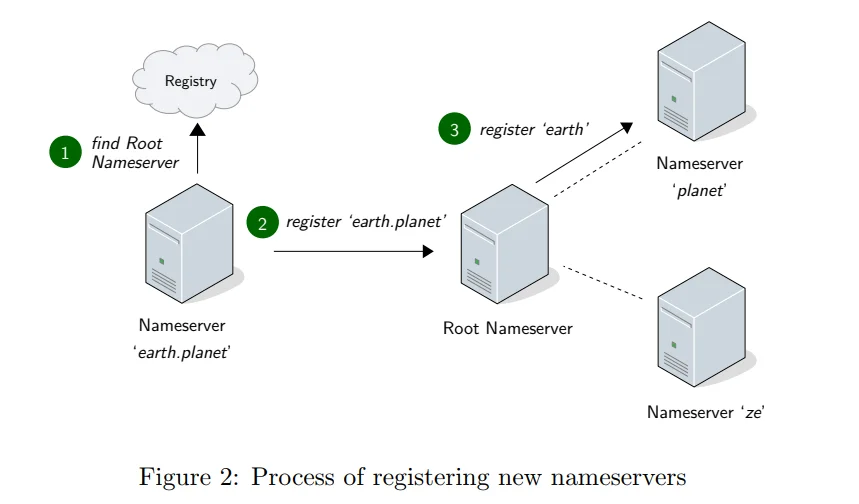 Registry
1
find Root
Nameserver
2
register ‘earth.planet’
3
register ‘earth’
Nameserver
‘planet’
Nameserver
‘earth.planet’
Root Nameserver
Nameserver ‘ze’
Figure 2: Process of registering new nameservers